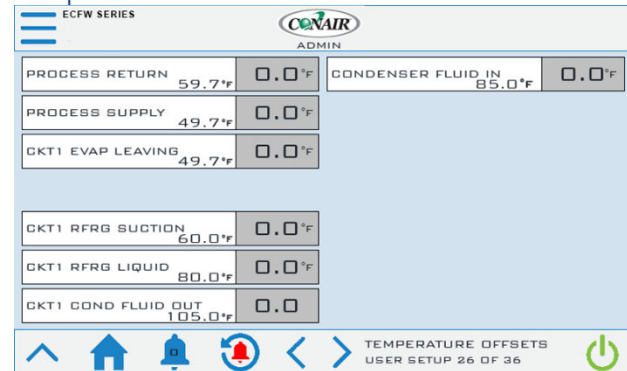 ECFW SERIES
CONAIR
ADMIN
PROCESS RETURN 59.7°F 0.0°F
CONDENSER FLUID IN 85.0°F 0.0°F
PROCESS SUPPLY 49.7°F 0.0°F
CKT1 EVAP LEAVING 49.7°F 0.0°F
CKT1 RFRG SUCTION 60.0°F 0.0°F
CKT1 RFRG LIQUID 80.0°F 0.0°F
CKT1 COND FLUID OUT 105.0°F 0.0
0
TEMPERATURE OFFSETS
USER SETUP 26 OF 36